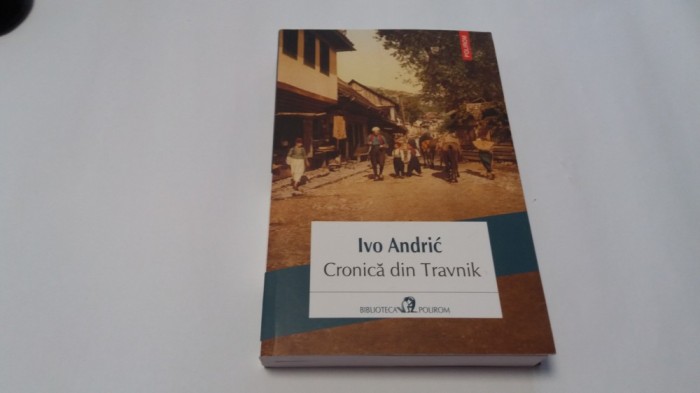 POLIROM
Ivo Andrić
Cronică din Travnik
BIBLIOTECA POLIROM